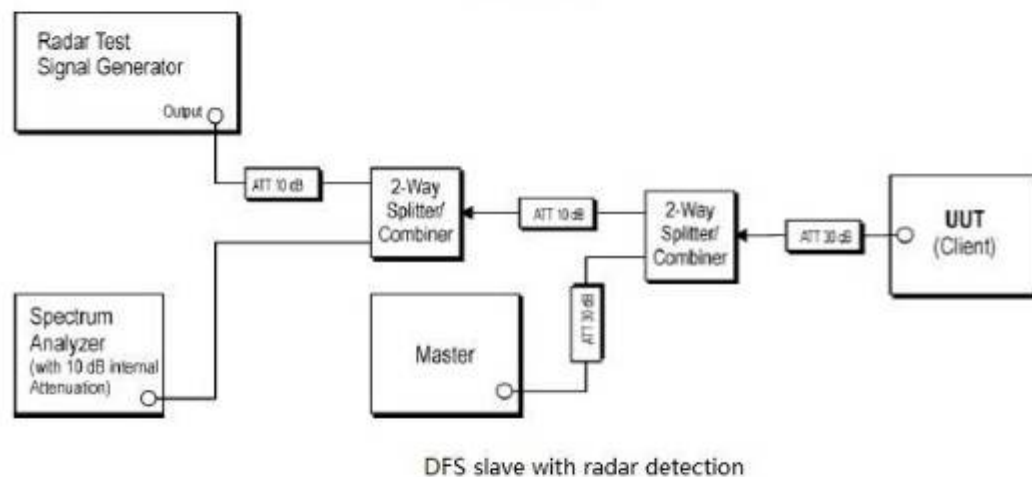 Radar Test
Signal Generator
Output
ATT 10 dB
2-Way
Splitter/
Combiner
ATT 10 dB
2-Way
Splitter/
Combiner
ATT 30 dB
UUT
(Client)
Spectrum
Analyzer
(with 10 dB internal
Attenuation)
Master
ATT 30 dB
DFS slave with radar detection